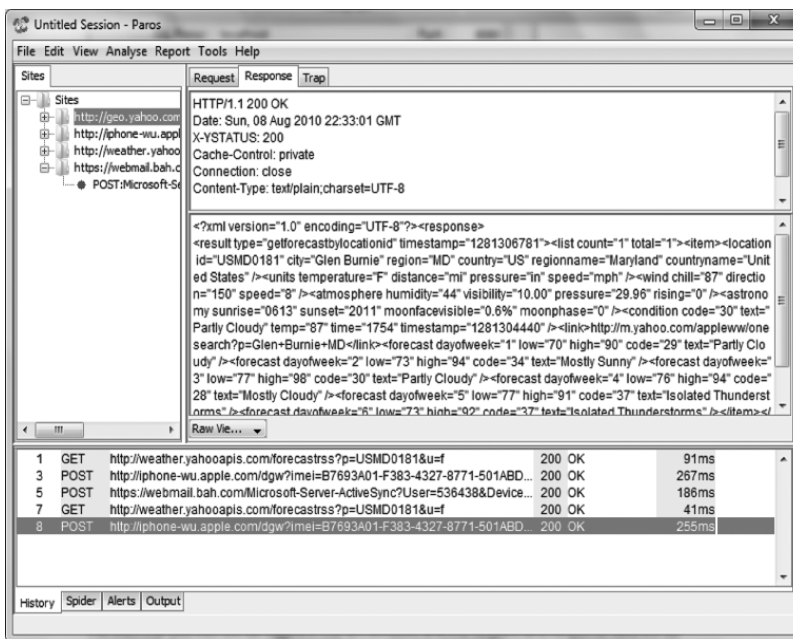 Untitled Session - Paros
File Edit View Analyse Report Tools Help
Sites
Sites
http://geo.yahoo.com
http://iphone-wu.appl
http://weather.yahoo
https://webmail.bah.c
POST:Microsoft-Se
Request Response Trap
HTTP/1.1 200 OK
Date: Sun, 08 Aug 2010 22:33:01 GMT
X-YSTATUS: 200
Cache-Control: private
Connection: close
Content-Type: text/plain;charset=UTF-8
<?xml version="1.0" encoding="UTF-8"?><response>
<result type="getforecastbylocationid" timestamp="1281306781"><list count="1" total="1"><item><location
id="USMD0181" city="Glen Burnie" region="MD" country="US" regionname="Maryland" countryname="Unit
ed States" /><units temperature="F" distance="mi" pressure="in" speed="mph" /><wind chill="87" directio
n="150" speed="8" /><atmosphere humidity="44" visibility="10.00" pressure="29.96" rising="0" /><astrono
my sunrise="0613" sunset="2011" moonfacevisible="0.6%" moonphase="0" /><condition code="30" text="
Partly Cloudy" temp="87" time="1754" timestamp="1281304440" /><link>http://m.yahoo.com/appleww/one
search?p=Glen+Burnie+MD</link><forecast dayofweek="1" low="70" high="90" code="29" text="Partly Clo
udy" /><forecast dayofweek="2" low="73" high="94" code="34" text="Mostly Sunny" /><forecast dayofweek="
3" low="77" high="98" code="30" text="Partly Cloudy" /><forecast dayofweek="4" low="76" high="94" code="
28" text="Mostly Cloudy" /><forecast dayofweek="5" low="77" high="91" code="37" text="Isolated Thunderst
orms" /><forecast dayofweek="6" low="73" high="92" code="37" text="Isolated Thunderstorms" /></item></
Raw Vie...
1 GET http://weather.yahooapis.com/forecastrss?p=USMD0181&u=f 200 OK 91ms
3 POST http://iphone-wu.apple.com/dgw?imei=B7693A01-F383-4327-8771-501ABD... 200 OK 267ms
5 POST https://webmail.bah.com/Microsoft-Server-ActiveSync?User=536438&Device... 200 OK 186ms
7 GET http://weather.yahooapis.com/forecastrss?p=USMD0181&u=f 200 OK 41ms
8 POST http://iphone-wu.apple.com/dgw?imei=B7693A01-F383-4327-8771-501ABD... 200 OK 255ms
History Spider Alerts Output